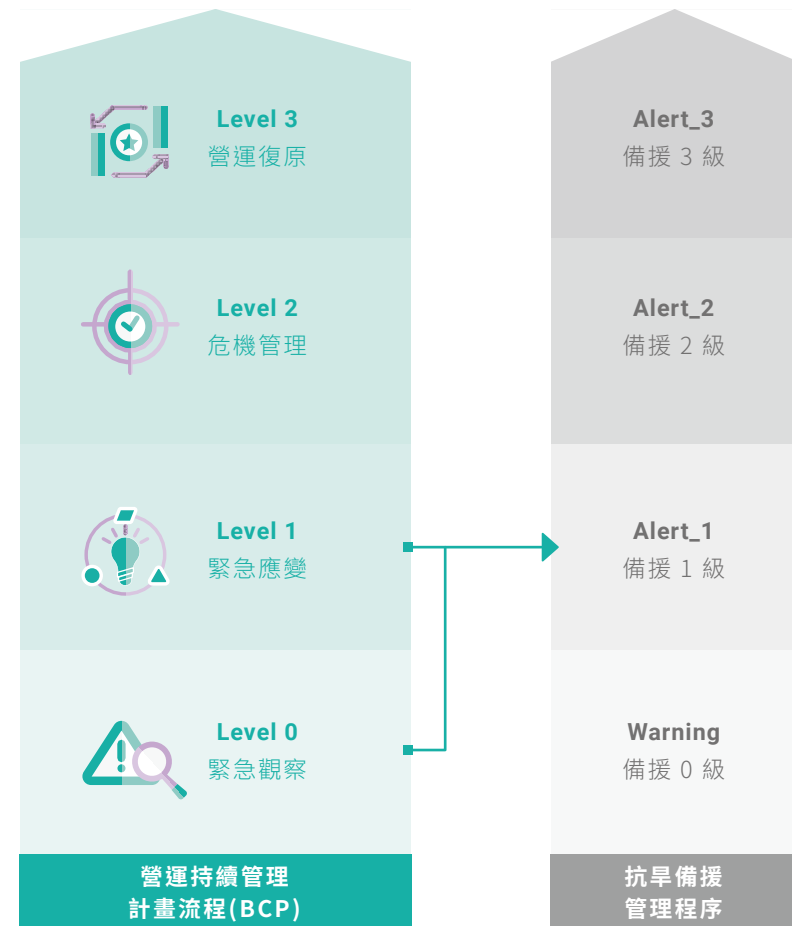 Level 3
營運復原
Level 2
危機管理
Level 1
緊急應變
Level 0
緊急觀察
營運持續管理
計畫流程(BCP)
Alert_3
備援 3 級
Alert_2
備援 2 級
Alert_1
備援 1 級
Warning
備援 0 級
抗旱備援
管理程序